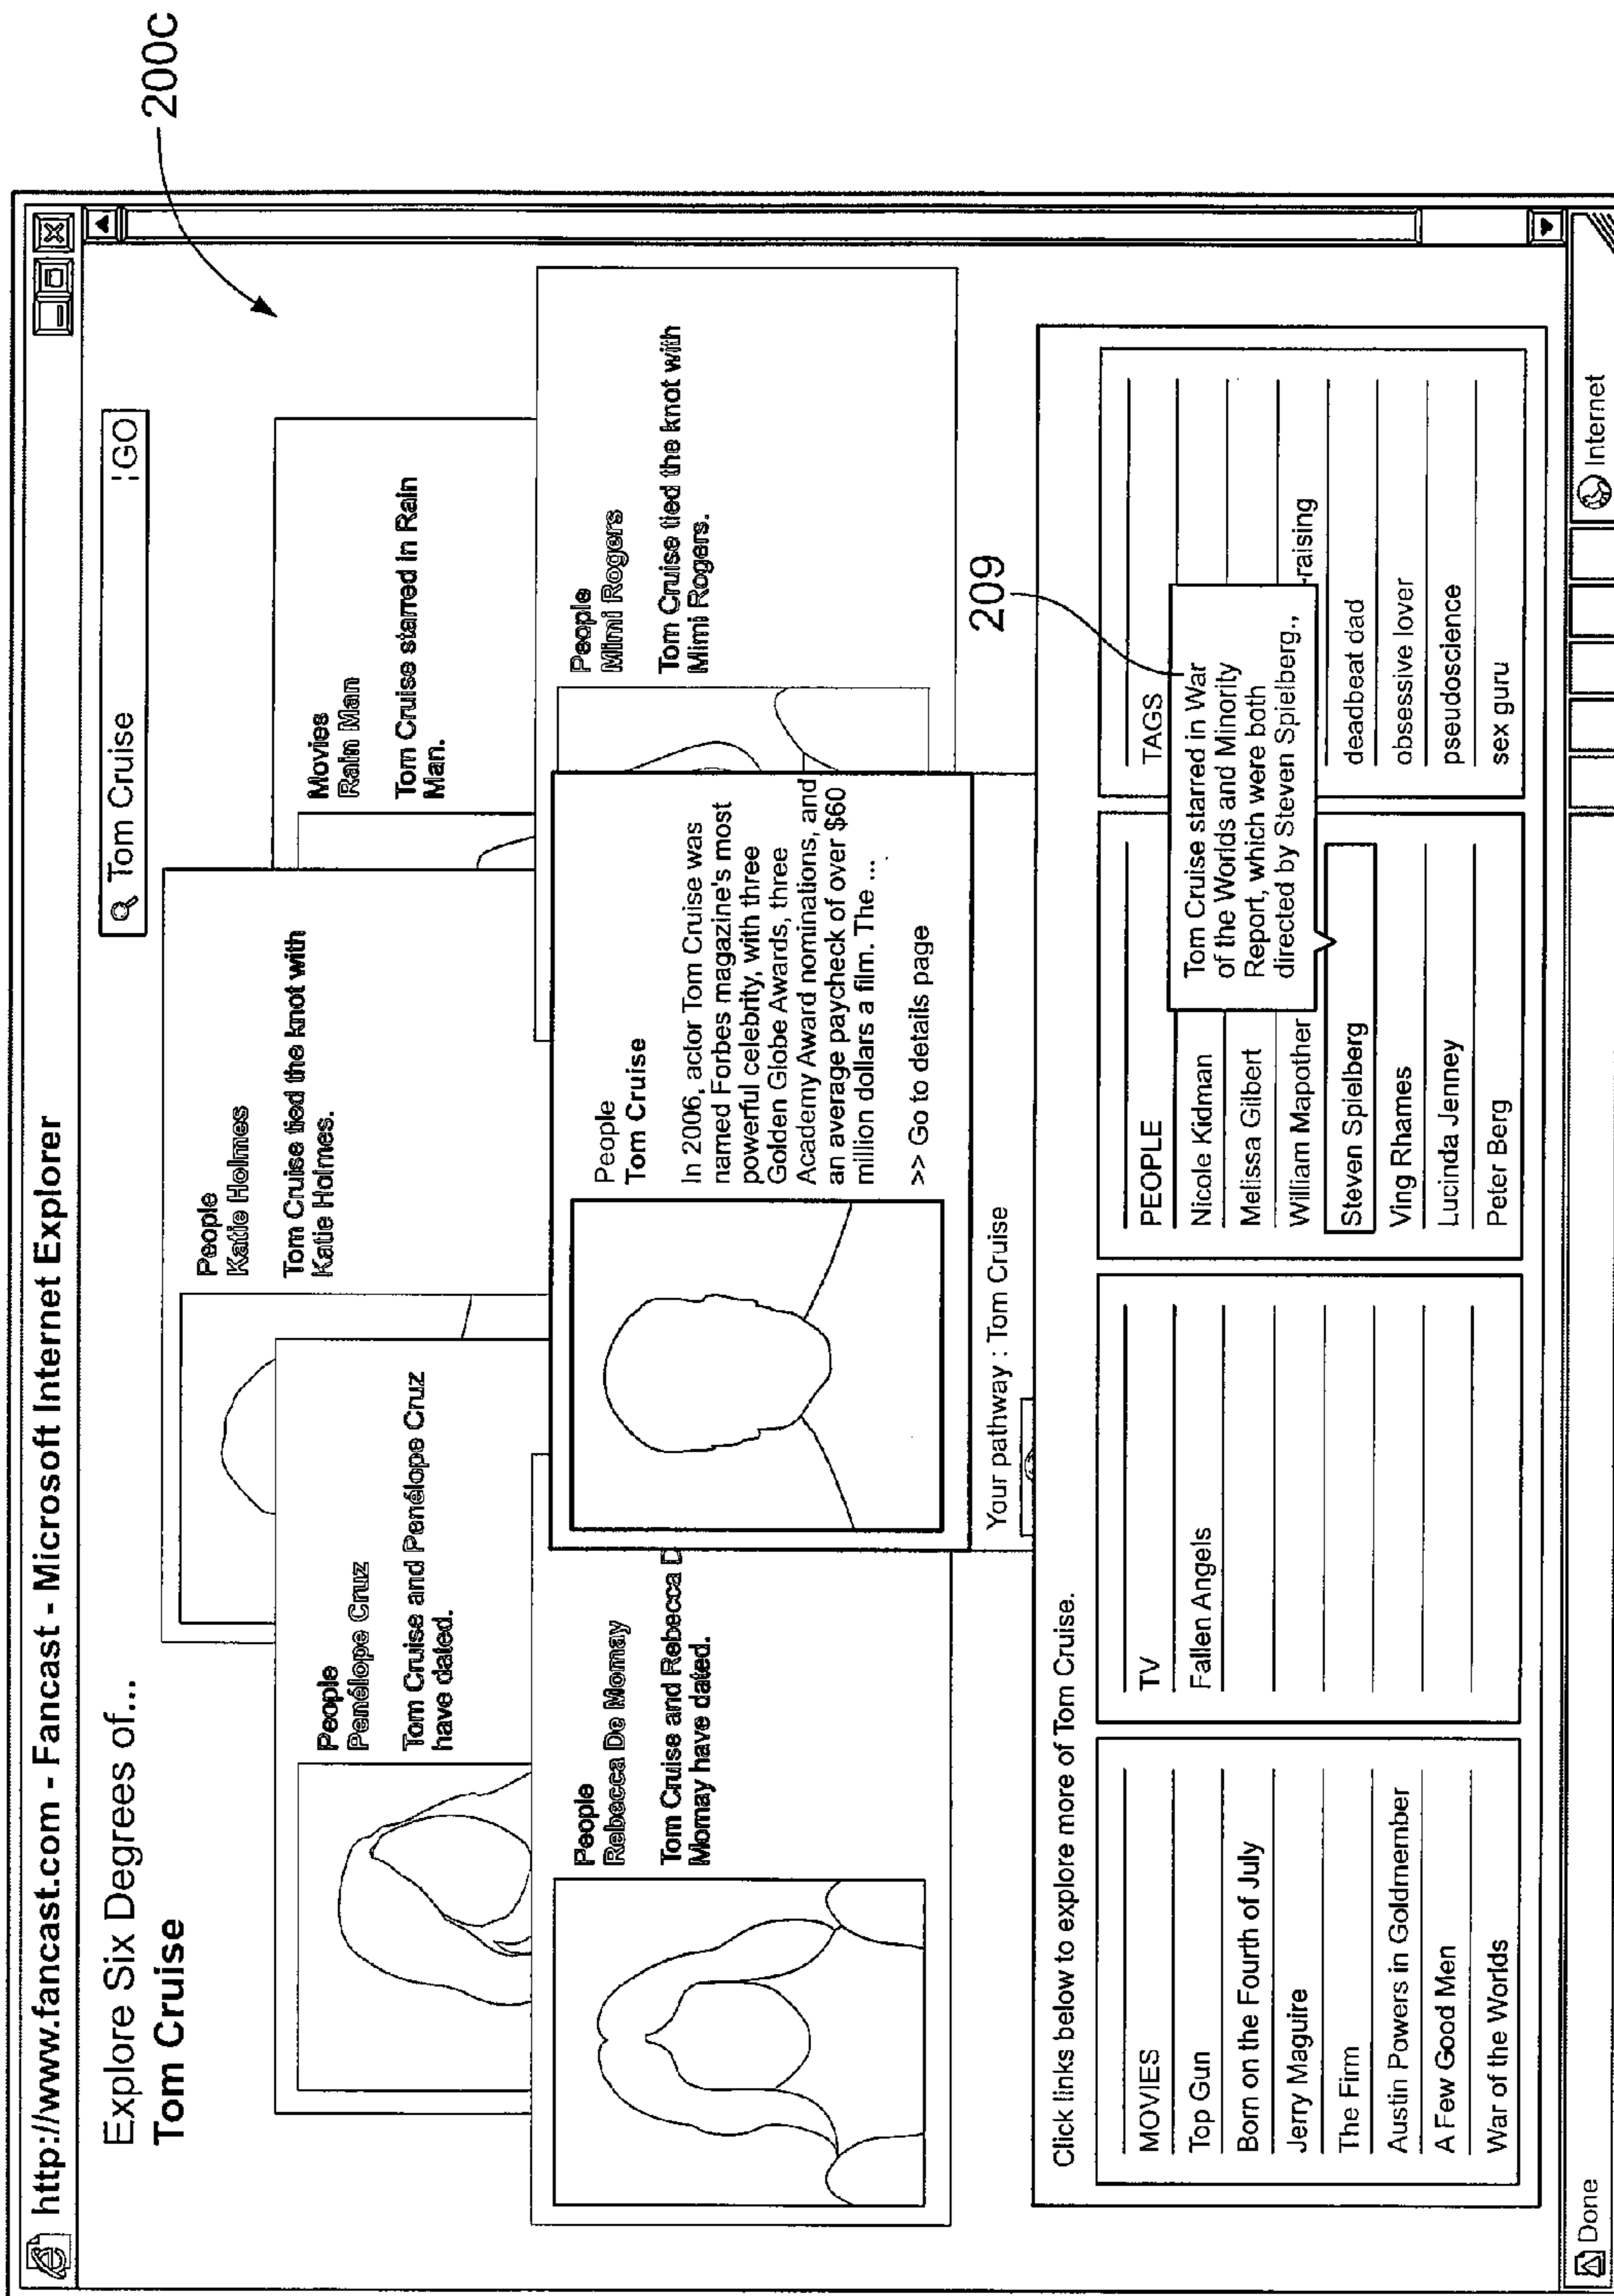 http://www.fancast.com - Fancast - Microsoft Internet Explorer
200c
Explore Six Degrees of...
Tom Cruise
Tom Cruise
GO
People
Katie Holmes
Tom Cruise tied the knot with
Katie Holmes.
People
Penélope Cruz
Tom Cruise and Penélope Cruz
have dated.
Movies
Rain Man
Tom Cruise starred in Rain
Man.
People
Rebecca De Mornay
Tom Cruise and Rebecca D
Mornay have dated.
People
Tom Cruise
In 2006, actor Tom Cruise was
named Forbes magazine's most
powerful celebrity, with three
Golden Globe Awards, three
Academy Award nominations, and
an average paycheck of over $60
million dollars a film. The ...
>> Go to details page
People
Mimi Rogers
Tom Cruise tied the knot with
Mimi Rogers.
Your pathway : Tom Cruise
209
Click links below to explore more of Tom Cruise.
MOVIES
Top Gun
Born on the Fourth of July
Jerry Maguire
The Firm
Austin Powers in Goldmember
A Few Good Men
War of the Worlds
TV
Fallen Angels
PEOPLE
Nicole Kidman
Melissa Gilbert
William Mapother
Steven Spielberg
Ving Rhames
Lucinda Jenney
Peter Berg
Tom Cruise starred in War
of the Worlds and Minority
Report, which were both
directed by Steven Spielberg.,
TAGS
-raising
deadbeat dad
obsessive lover
pseudoscience
sex guru
Done
Internet